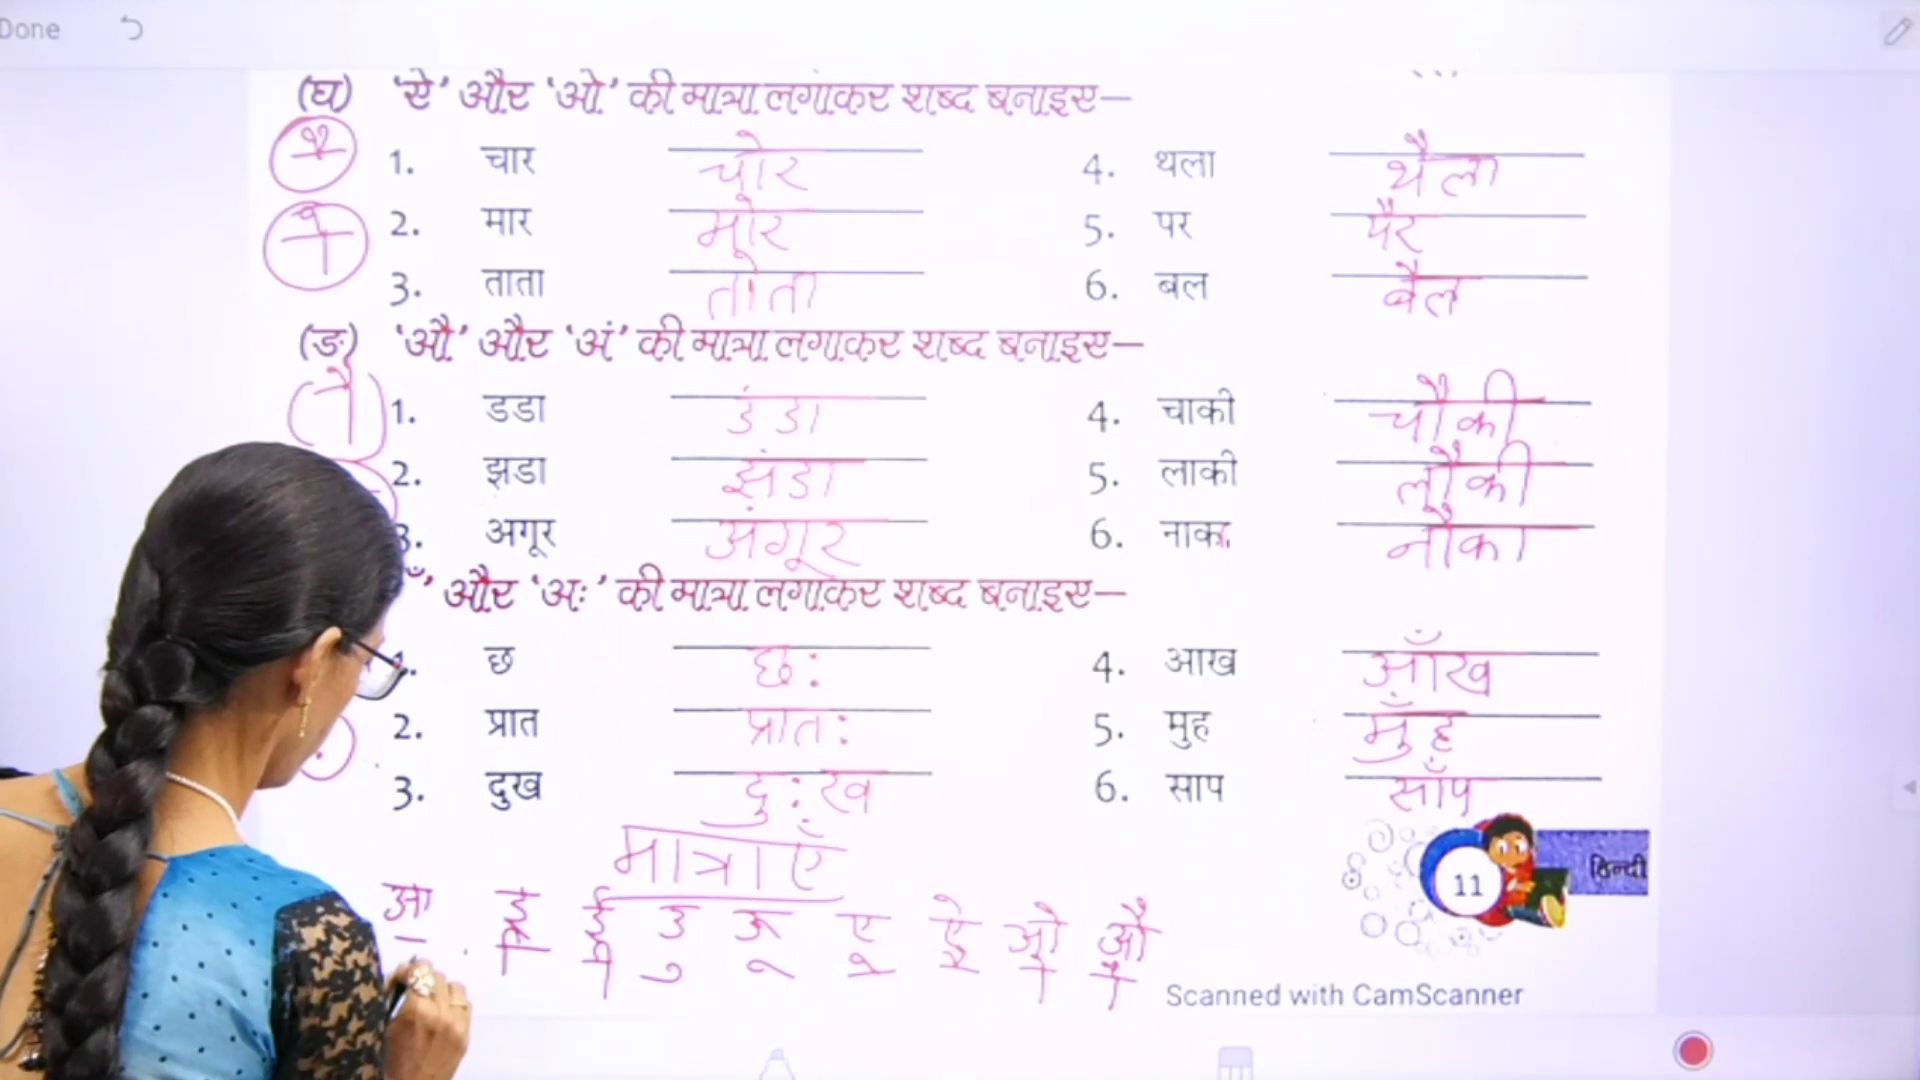 Done
(घ) ‘ऐ’ और ‘ओ’ की मात्रा लगाकर शब्द बनाइए—
1. चार चोर 4. थला थैला
2. मार मोर 5. पर पैर
3. ताता तोता 6. बल बैल
(ङ) ‘औ’ और ‘अं’ की मात्रा लगाकर शब्द बनाइए—
1. डडा डंडा 4. चाकी चौकी
2. झडा झंडा 5. लाकी लौकी
3. अगूर अंगूर 6. नाका नौका
’ और ‘अः’ की मात्रा लगाकर शब्द बनाइए—
1. छ छः 4. आख आँख
2. प्रात प्रातः 5. मुह मुँह
3. दुख दुःख 6. साप साँप
मात्राएँ
आ इ ई उ ऊ ए ऐ ओ औ
11 हिन्दी
Scanned with CamScanner